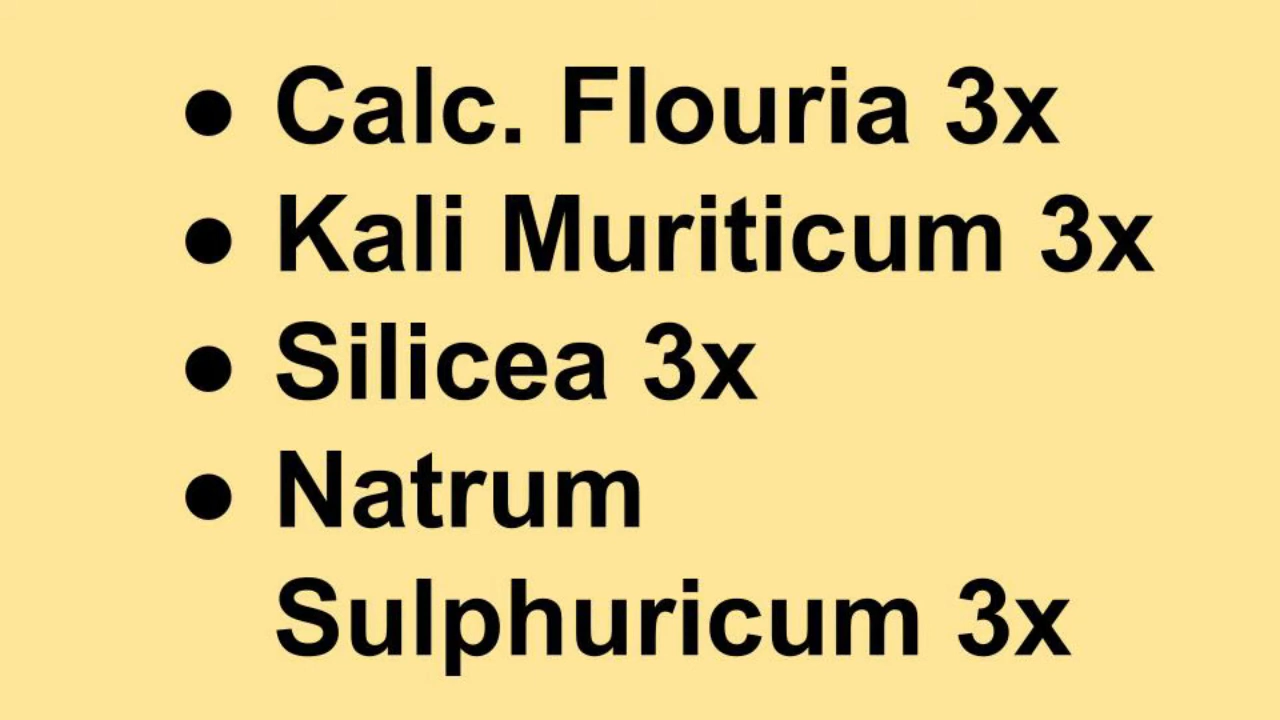 ● Calc. Flouria 3x
● Kali Muriticum 3x
● Silicea 3x
● Natrum
Sulphuricum 3x